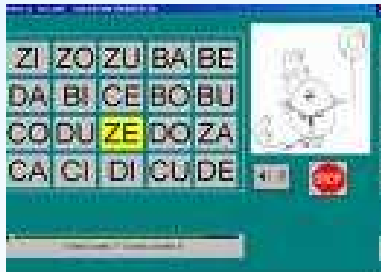 ZI ZO ZU BA BE
DA BI CE BO BU
CO DU ZE DO ZA
CA CI DI CU DE
STOP